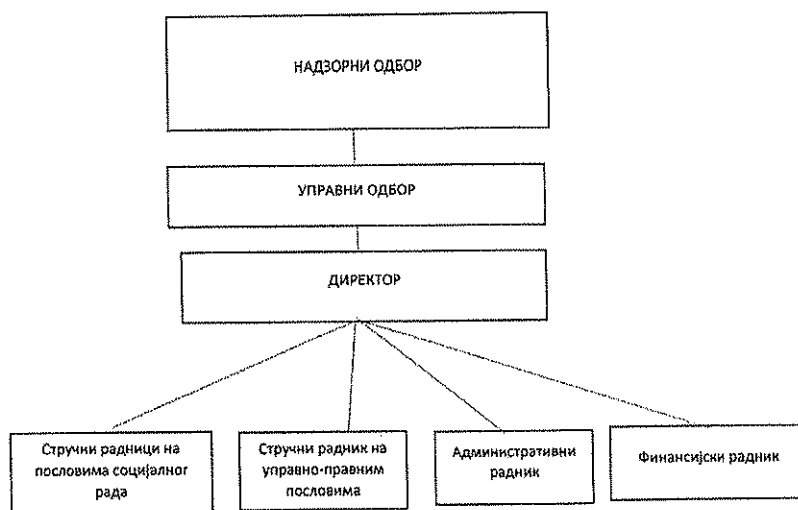 НАДЗОРНИ ОДБОР
УПРАВНИ ОДБОР
ДИРЕКТОР
Стручни радници на
пословима социјалног
рада
Стручни радник на
управно-правним
пословима
Административни
радник
Финансијски радник